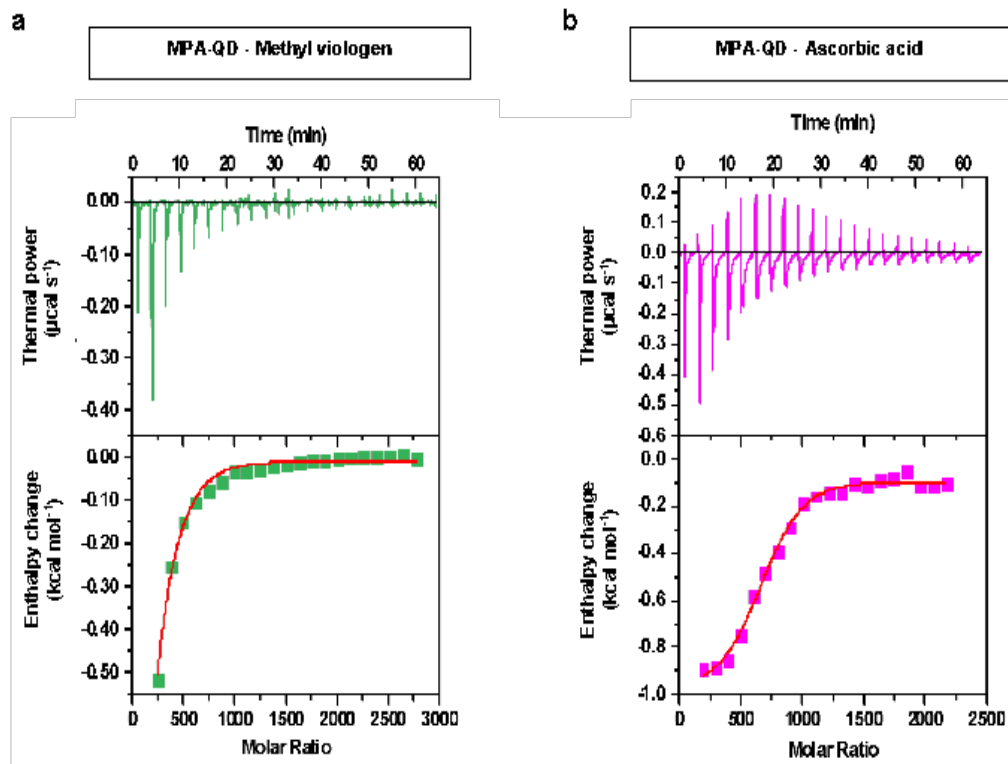 a
MPA-QD - Methyl viologen
Time (min)
0 10 20 30 40 50 60
Thermal power
(µcal s⁻¹)
0.00
-0.10
-0.20
-0.30
-0.40
Enthalpy change
(kcal mol⁻¹)
0.00
-0.10
-0.20
-0.30
-0.40
-0.50
0 500 1000 1500 2000 2500 3000
Molar Ratio
b
MPA-QD - Ascorbic acid
Time (min)
0 10 20 30 40 50 60
Thermal power
(µcal s⁻¹)
0.2
0.1
0.0
-0.1
-0.2
-0.3
-0.4
-0.5
-0.6
Enthalpy change
(kcal mol⁻¹)
0.0
-0.2
-0.4
-0.6
-0.8
-1.0
0 500 1000 1500 2000 2500
Molar Ratio